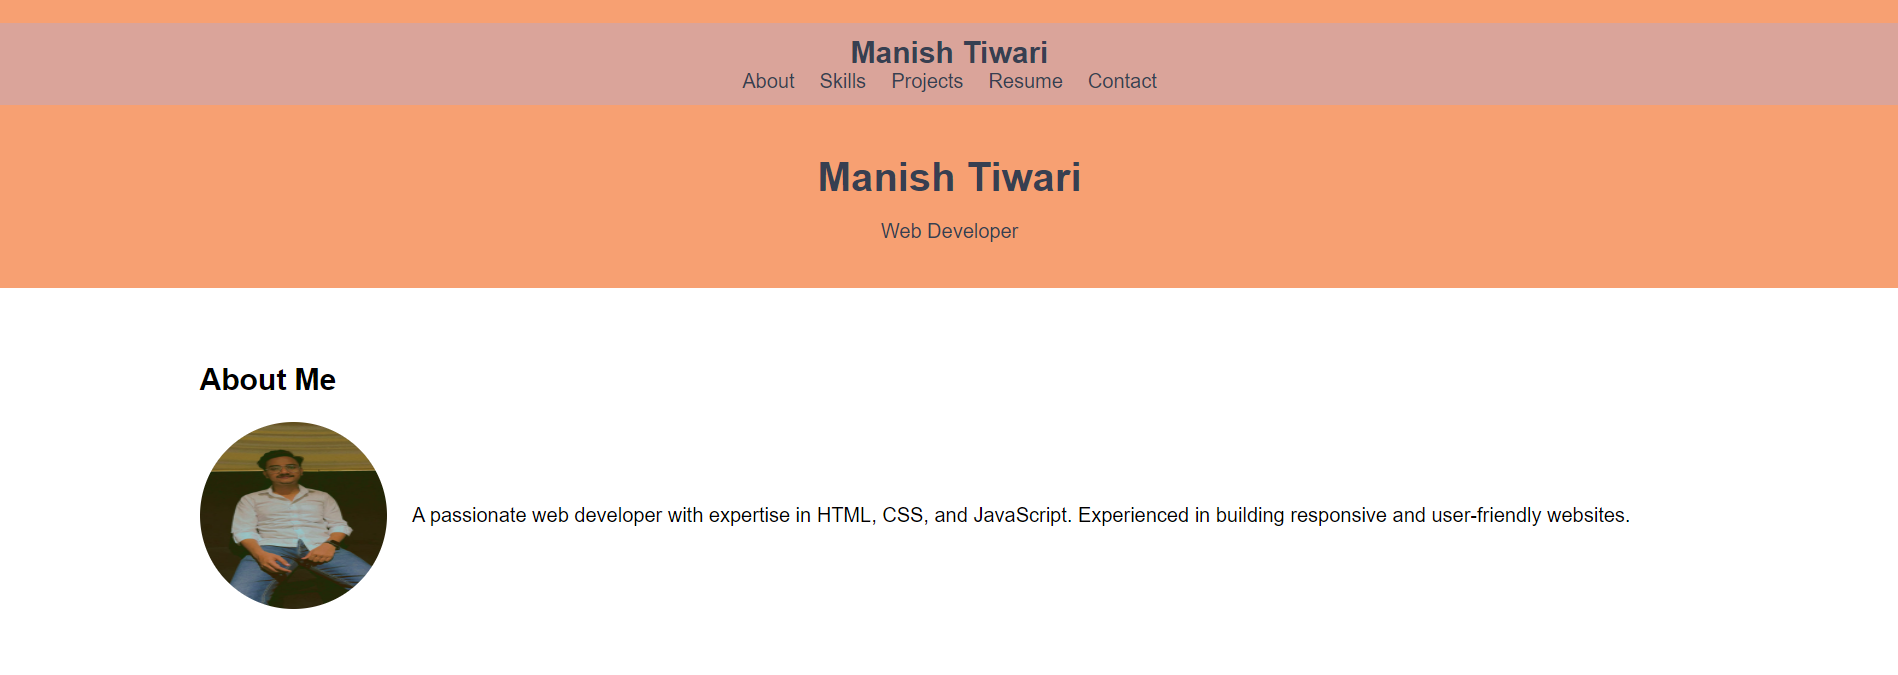 Manish Tiwari
About Skills Projects Resume Contact
Manish Tiwari
Web Developer
About Me
A passionate web developer with expertise in HTML, CSS, and JavaScript. Experienced in building responsive and user-friendly websites.